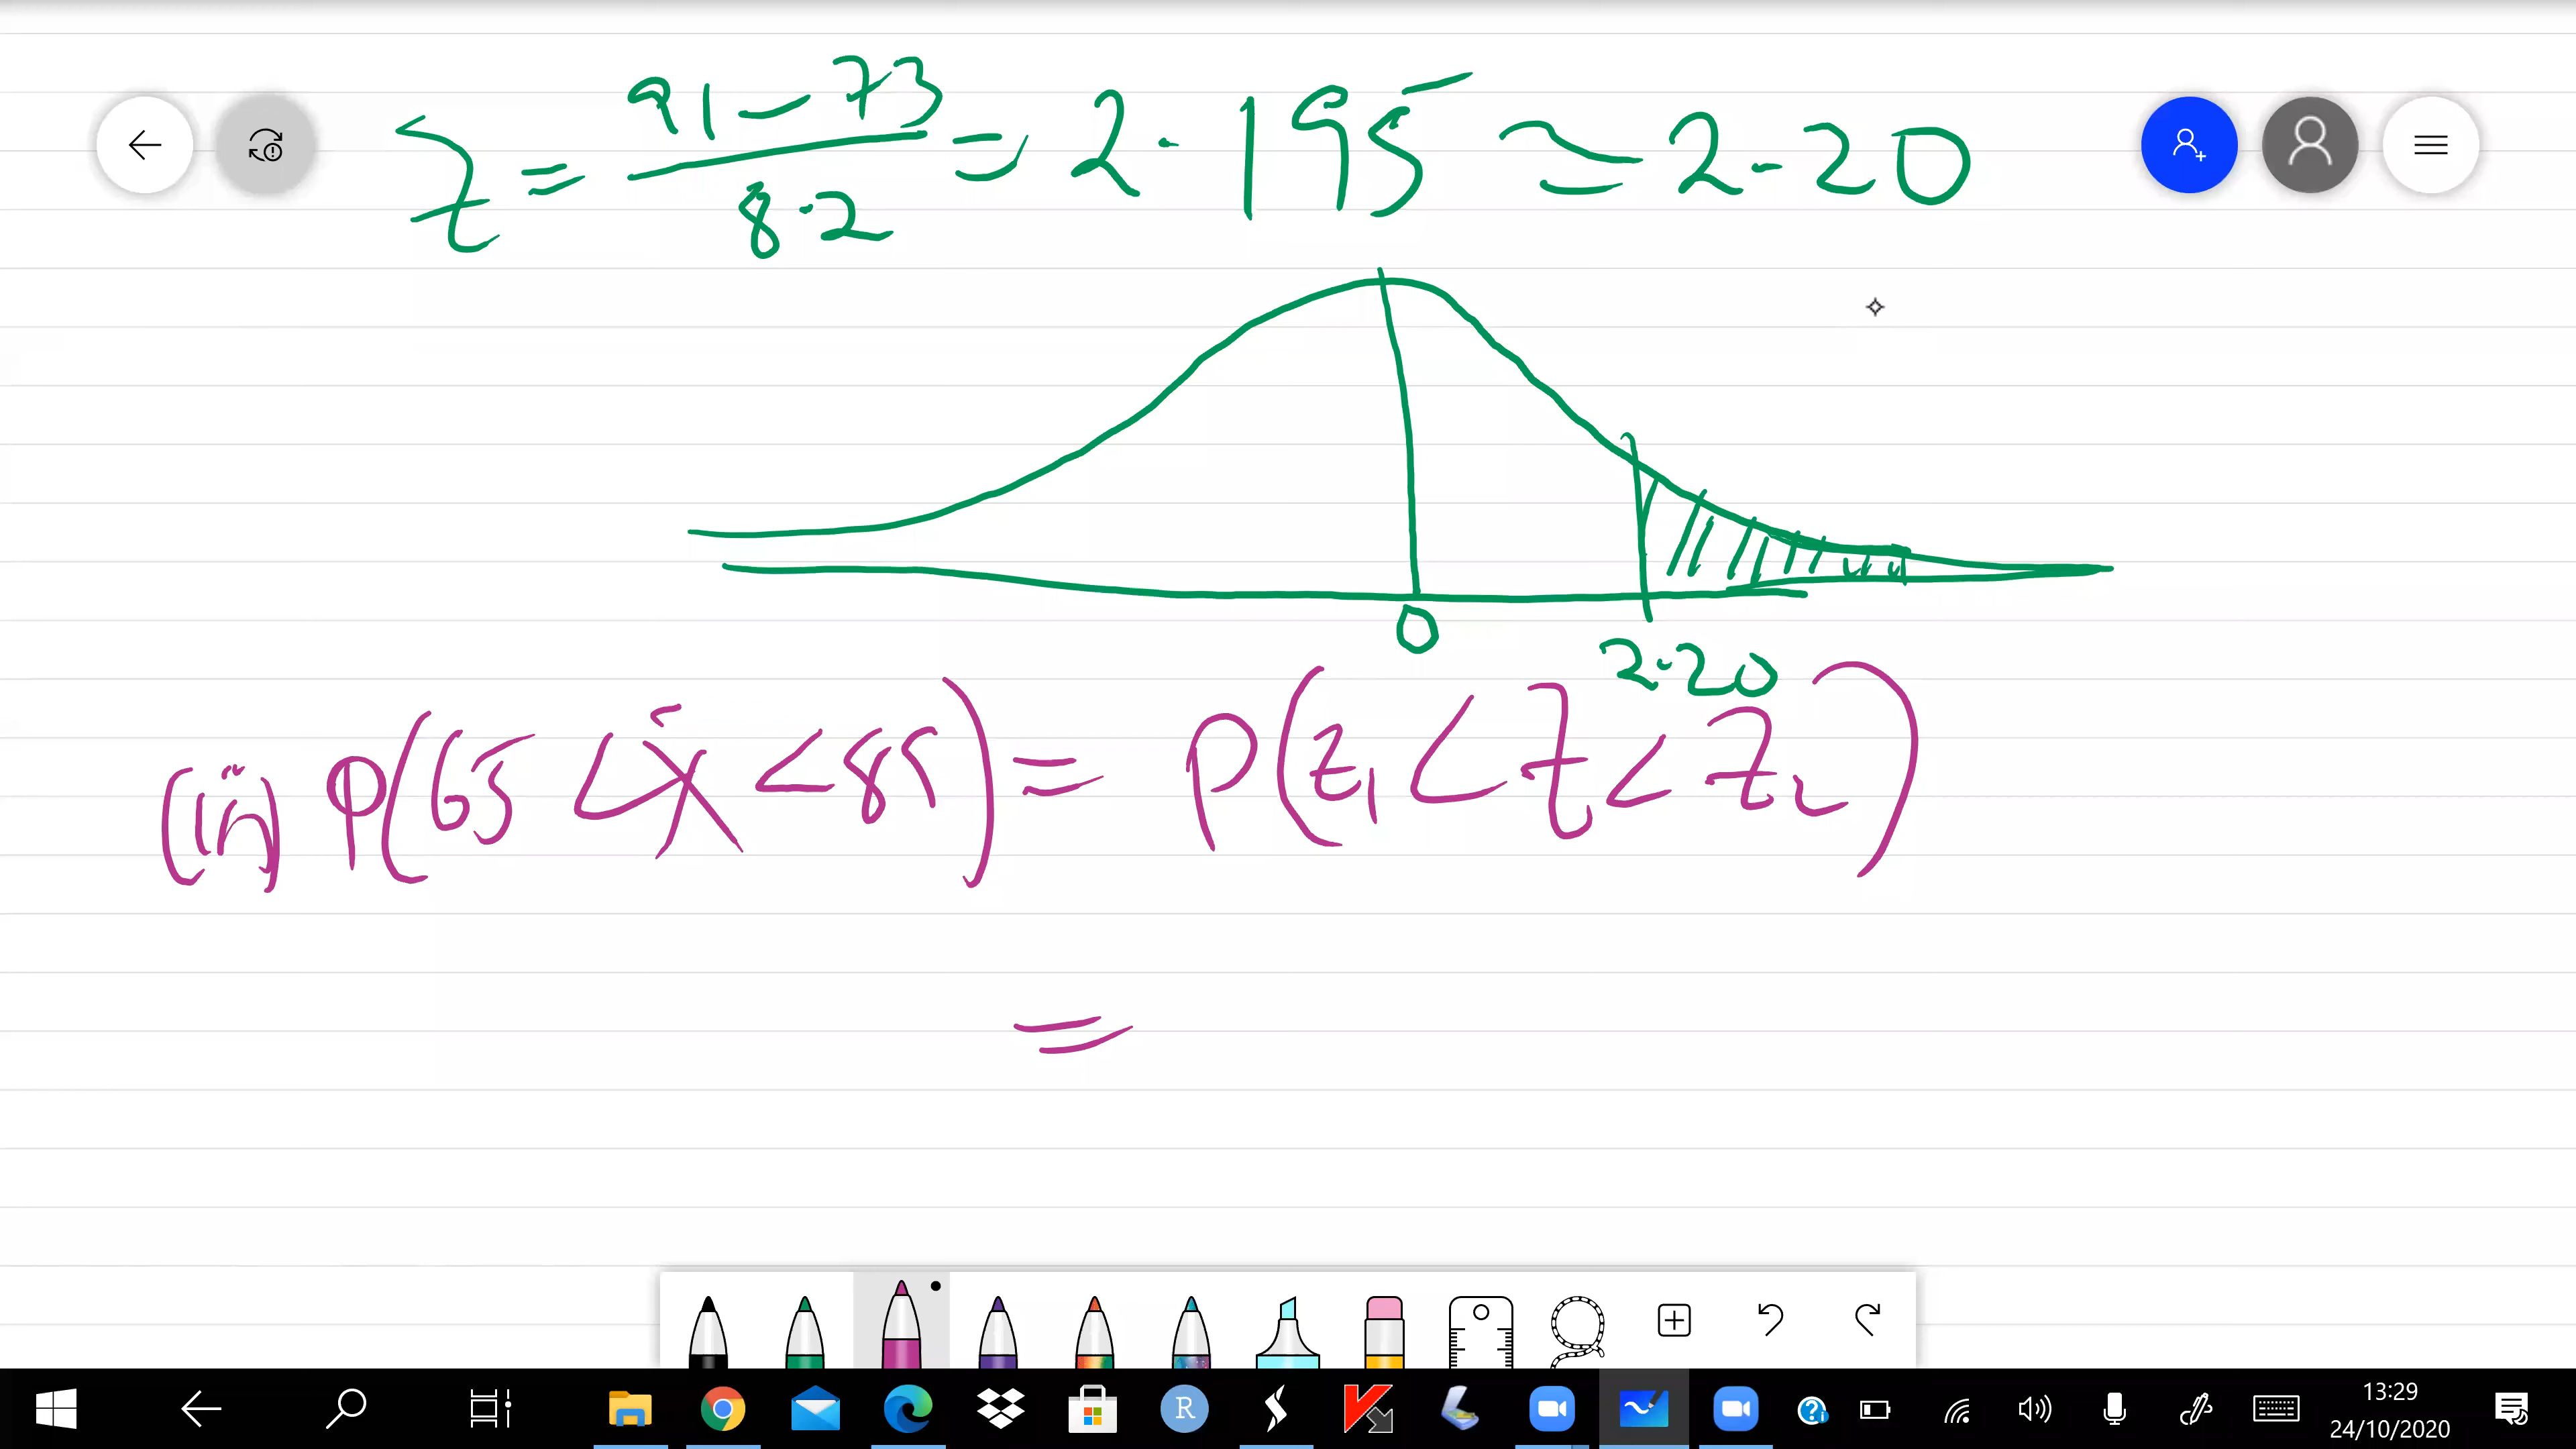 z = 91 - 73 / 8.2 = 2.195 ≃ 2.20
0
2.20
(ii) P(65 < X < 85) = P(z₁ < z < z₂)
=
R
13:29
24/10/2020